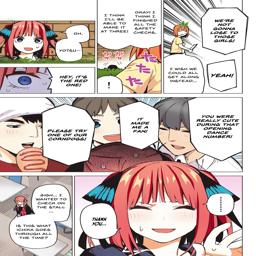 WE'RE
NOT
GONNA
LOSE TO
THOSE
GIRLS!
YEAH!
I WISH WE
COULD ALL
GET ALONG
INSTEAD...
OKAY! I
FINISHED
ALL THE
SAFETY
CHECKS.
I THINK
I'LL BE
ABLE TO
MAKE IT
AT THREE!
OH,
YOTSU—
HEY, IT'S
THE RED
ONE!
YOU WERE
REALLY CUTE
DURING THAT
OPENING
DANCE
NUMBER!
IT
MADE ME
A FAN!
PLEASE TRY
ONE OF OUR
CORNDOGS!
!
THANK
YOU.
I WANTED
TO CHECK ON
THE STALL
IS THIS WHAT
ICHIKA GOES
THROUGH ALL
THE TIME?